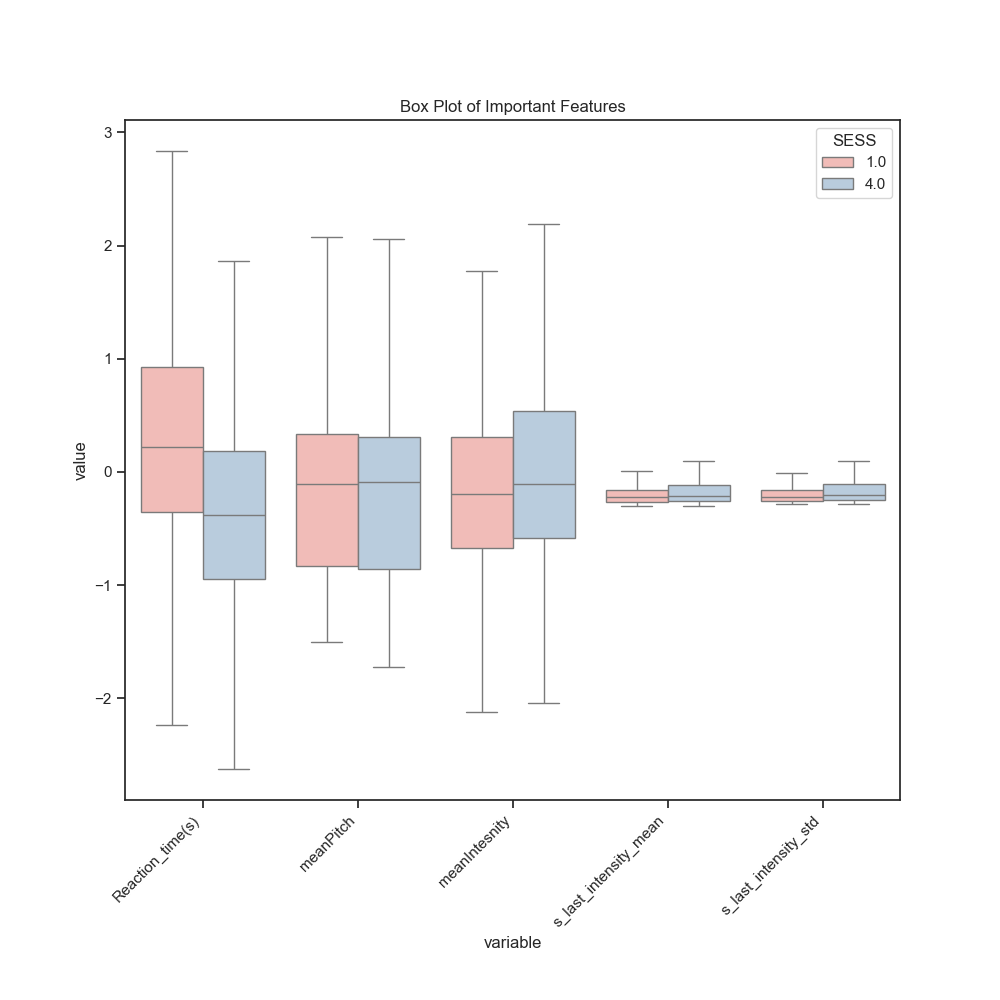 Box Plot of Important Features
SESS
1.0
4.0
3
2
1
0
−1
−2
value
Reaction_time(s)
meanPitch
meanIntesnity
s_last_intensity_mean
s_last_intensity_std
variable